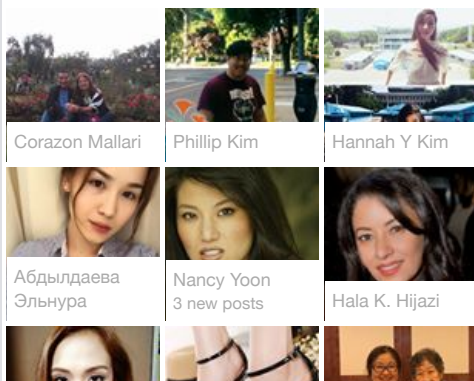 Corazon Mallari
Phillip Kim
Hannah Y Kim
Абдылдаева
Эльнура
Nancy Yoon
3 new posts
Hala K. Hijazi